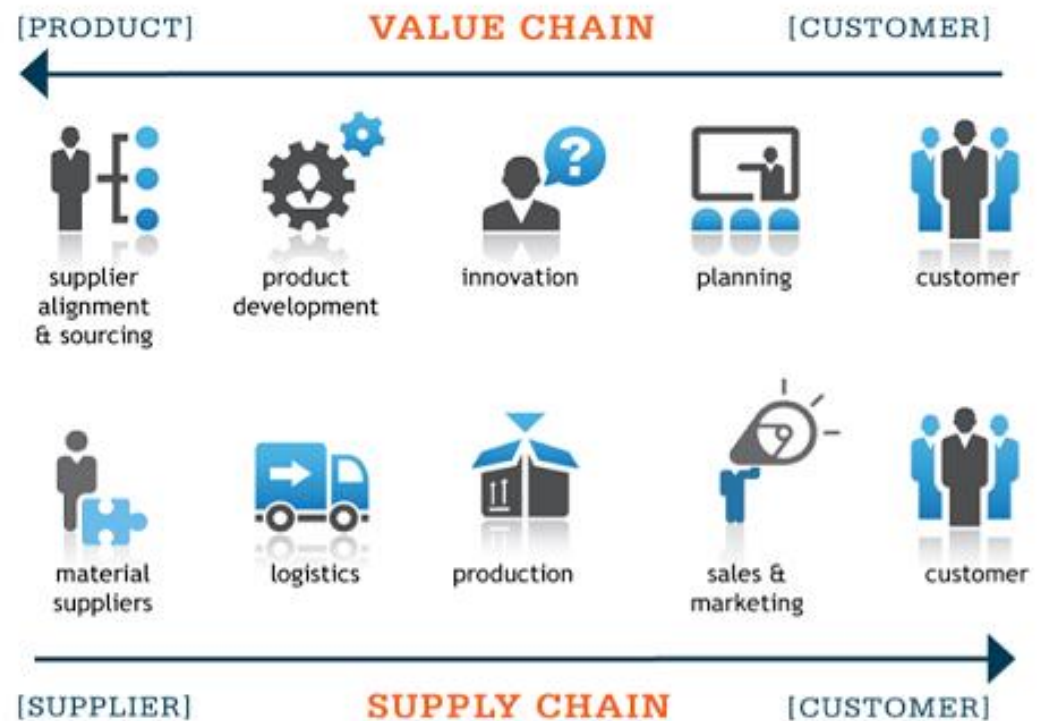 [PRODUCT] VALUE CHAIN [CUSTOMER]
supplier alignment & sourcing
product development
innovation
planning
customer
material suppliers
logistics
production
sales & marketing
customer
[SUPPLIER] SUPPLY CHAIN [CUSTOMER]